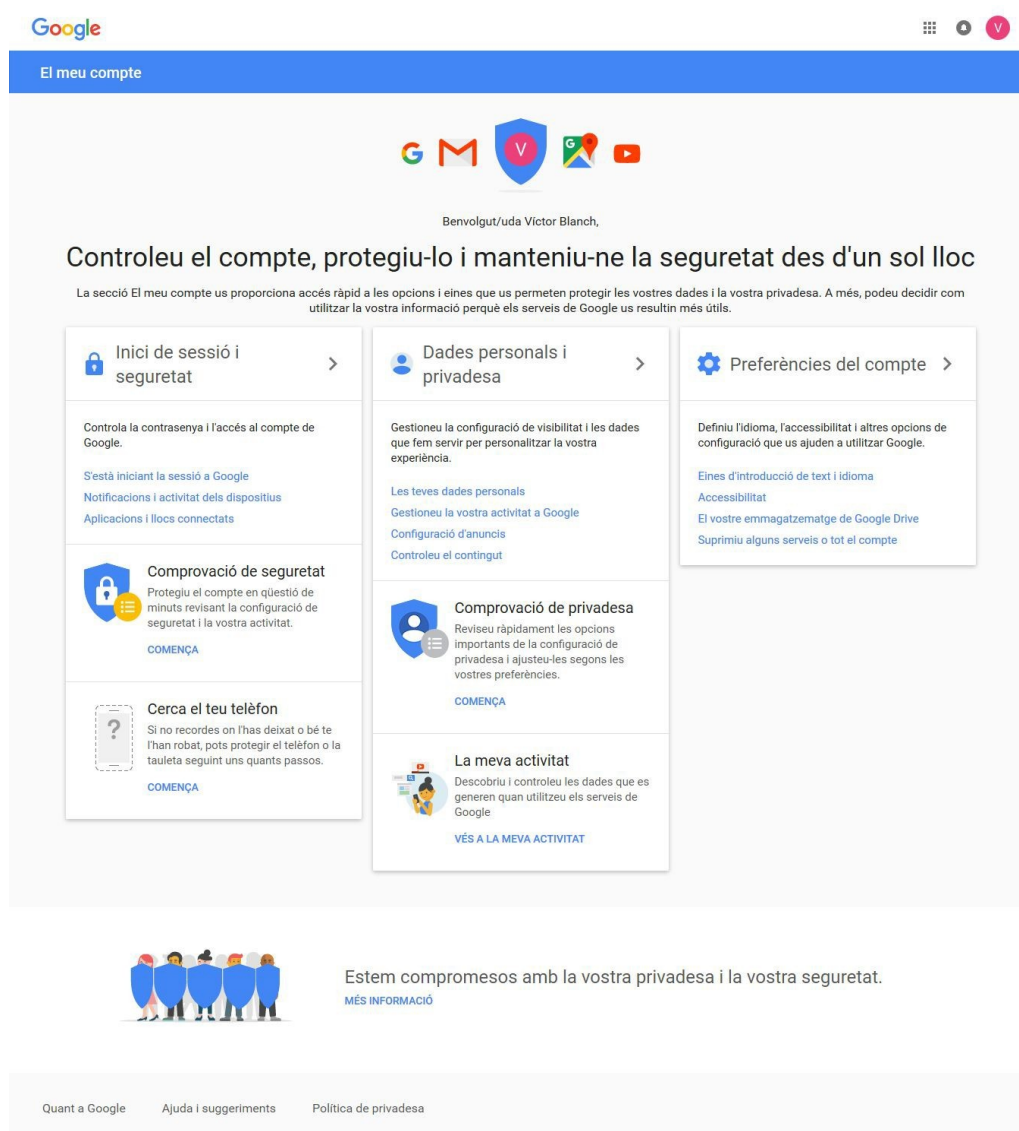 Google
V
El meu compte
G
V
G
Benvolgut/uda Víctor Blanch,
Controleu el compte, protegiu-lo i manteniu-ne la seguretat des d'un sol lloc
La secció El meu compte us proporciona accés ràpid a les opcions i eines que us permeten protegir les vostres dades i la vostra privadesa. A més, podeu decidir com
utilitzar la vostra informació perquè els serveis de Google us resultin més útils.
Inici de sessió i
seguretat
Controla la contrasenya i l'accés al compte de
Google.
S'està iniciant la sessió a Google
Notificacions i activitat dels dispositius
Aplicacions i llocs connectats
Comprovació de seguretat
Protegiu el compte en qüestió de
minuts revisant la configuració de
seguretat i la vostra activitat.
COMENÇA
?
Cerca el teu telèfon
Si no recordes on l'has deixat o bé te
l'han robat, pots protegir el telèfon o la
tauleta seguint uns quants passos.
COMENÇA
Dades personals i
privadesa
Gestioneu la configuració de visibilitat i les dades
que fem servir per personalitzar la vostra
experiència.
Les teves dades personals
Gestioneu la vostra activitat a Google
Configuració d'anuncis
Controleu el contingut
Comprovació de privadesa
Reviseu ràpidament les opcions
importants de la configuració de
privadesa i ajusteu-les segons les
vostres preferències.
COMENÇA
La meva activitat
Descobriu i controleu les dades que es
generen quan utilitzeu els serveis de
Google
VÉS A LA MEVA ACTIVITAT
Preferències del compte
Definiu l'idioma, l'accessibilitat i altres opcions de
configuració que us ajuden a utilitzar Google.
Eines d'introducció de text i idioma
Accessibilitat
El vostre emmagatzematge de Google Drive
Suprimiu alguns serveis o tot el compte
Estem compromesos amb la vostra privadesa i la vostra seguretat.
MÉS INFORMACIÓ
Quant a Google
Ajuda i suggeriments
Política de privadesa